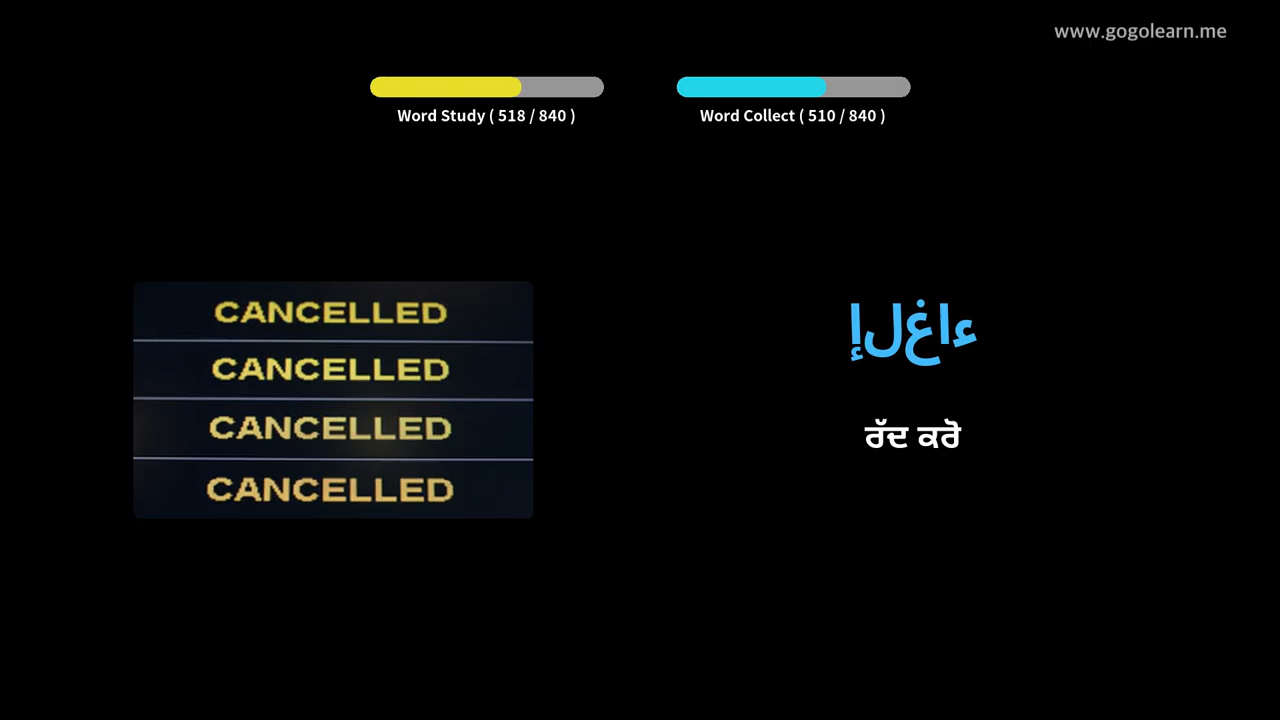 www.gogolearn.me
Word Study ( 518 / 840 )
Word Collect ( 510 / 840 )
CANCELLED
CANCELLED
CANCELLED
CANCELLED
إلغاء
ਰੱਦ ਕਰੋ